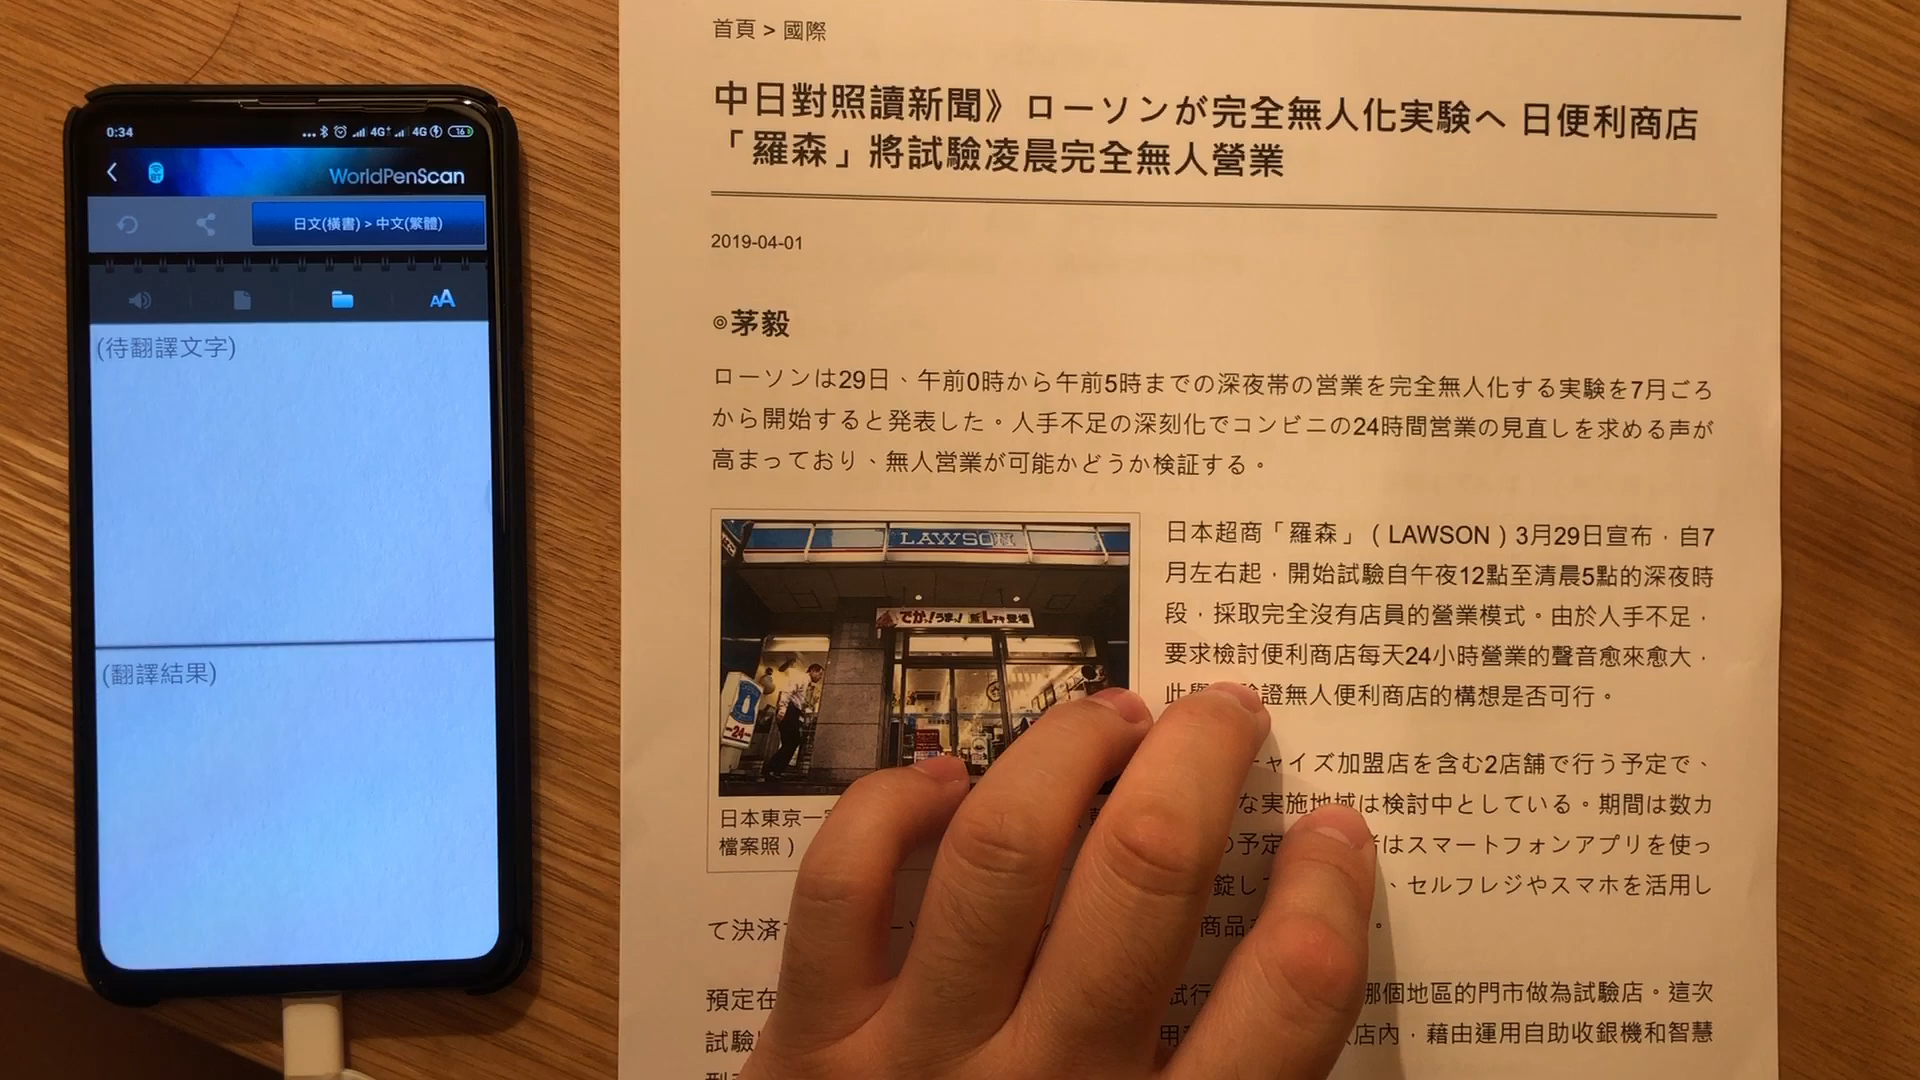 0:34
4G+ 4G 16
WorldPenScan
日文(橫書) > 中文(繁體)
AA
(待翻譯文字)
(翻譯結果)
首頁 > 國際
中日對照讀新聞》ローソンが完全無人化実験へ 日便利商店
「羅森」將試驗凌晨完全無人營業
2019-04-01
◎茅毅
ローソンは29日、午前0時から午前5時までの深夜帯の営業を完全無人化する実験を7月ごろ
から開始すると発表した。人手不足の深刻化でコンビニの24時間営業の見直しを求める声が
高まっており、無人営業が可能かどうか検証する。
LAWSON
でか!うまっ!
24
日本東京一
檔案照)
日本超商「羅森」(LAWSON)3月29日宣布，自7
月左右起，開始試驗自午夜12點至清晨5點的深夜時
段，採取完全沒有店員的營業模式。由於人手不足，
要求檢討便利商店每天24小時營業的聲音愈來愈大，
此 證無人便利商店的構想是否可行。
ャイズ加盟店を含む2店舗で行う予定で、
な実施地域は検討中としている。期間は数カ
の予定 はスマートフォンアプリを使っ
錠し 、セルフレジやスマホを活用し
て決済 商品 。
預定在 試行 那個地區的門市做為試驗店。這次
試驗 店內，藉由運用自助收銀機和智慧